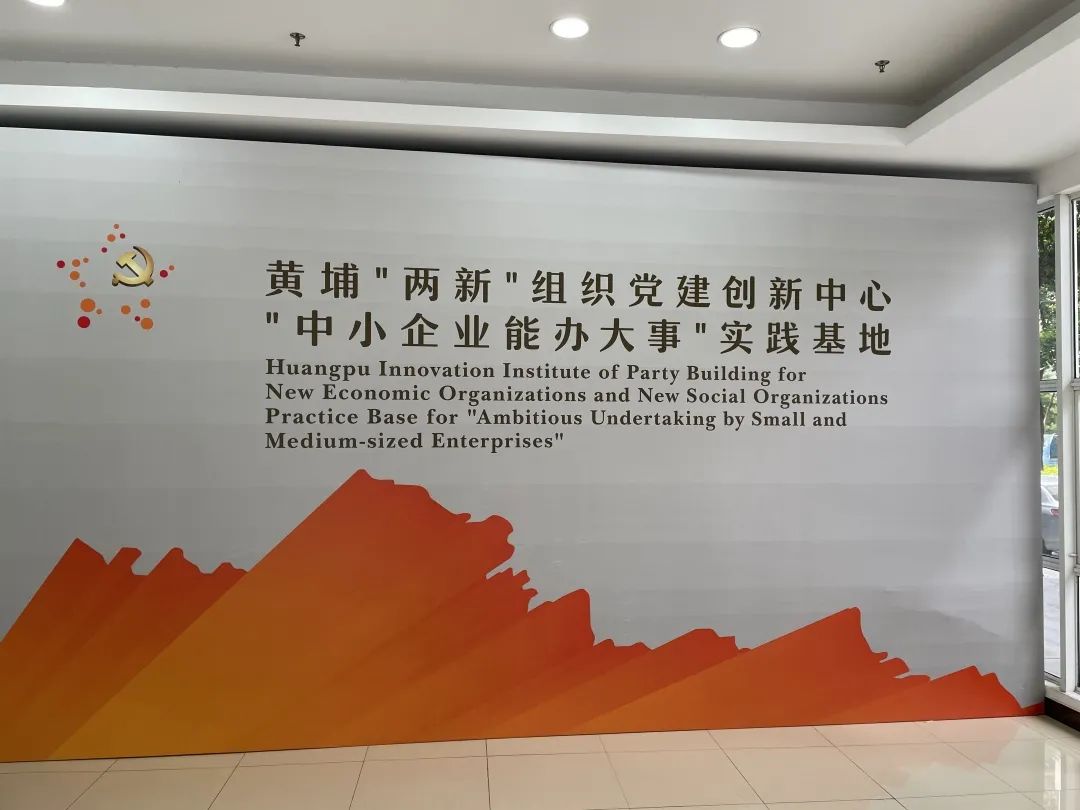 黄埔"两新"组织党建创新中心
"中小企业能办大事"实践基地
Huangpu Innovation Institute of Party Building for
New Economic Organizations and New Social Organizations
Practice Base for "Ambitious Undertaking by Small and
Medium-sized Enterprises"